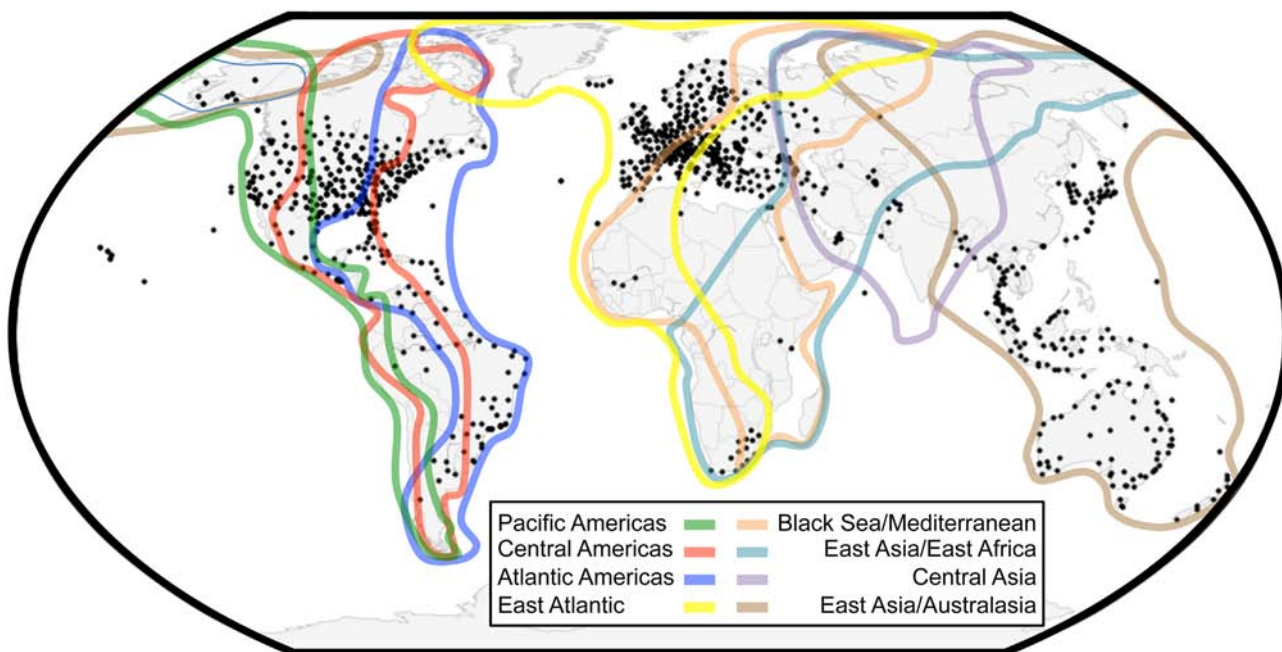 Pacific Americas Black Sea/Mediterranean
Central Americas East Asia/East Africa
Atlantic Americas Central Asia
East Atlantic East Asia/Australasia